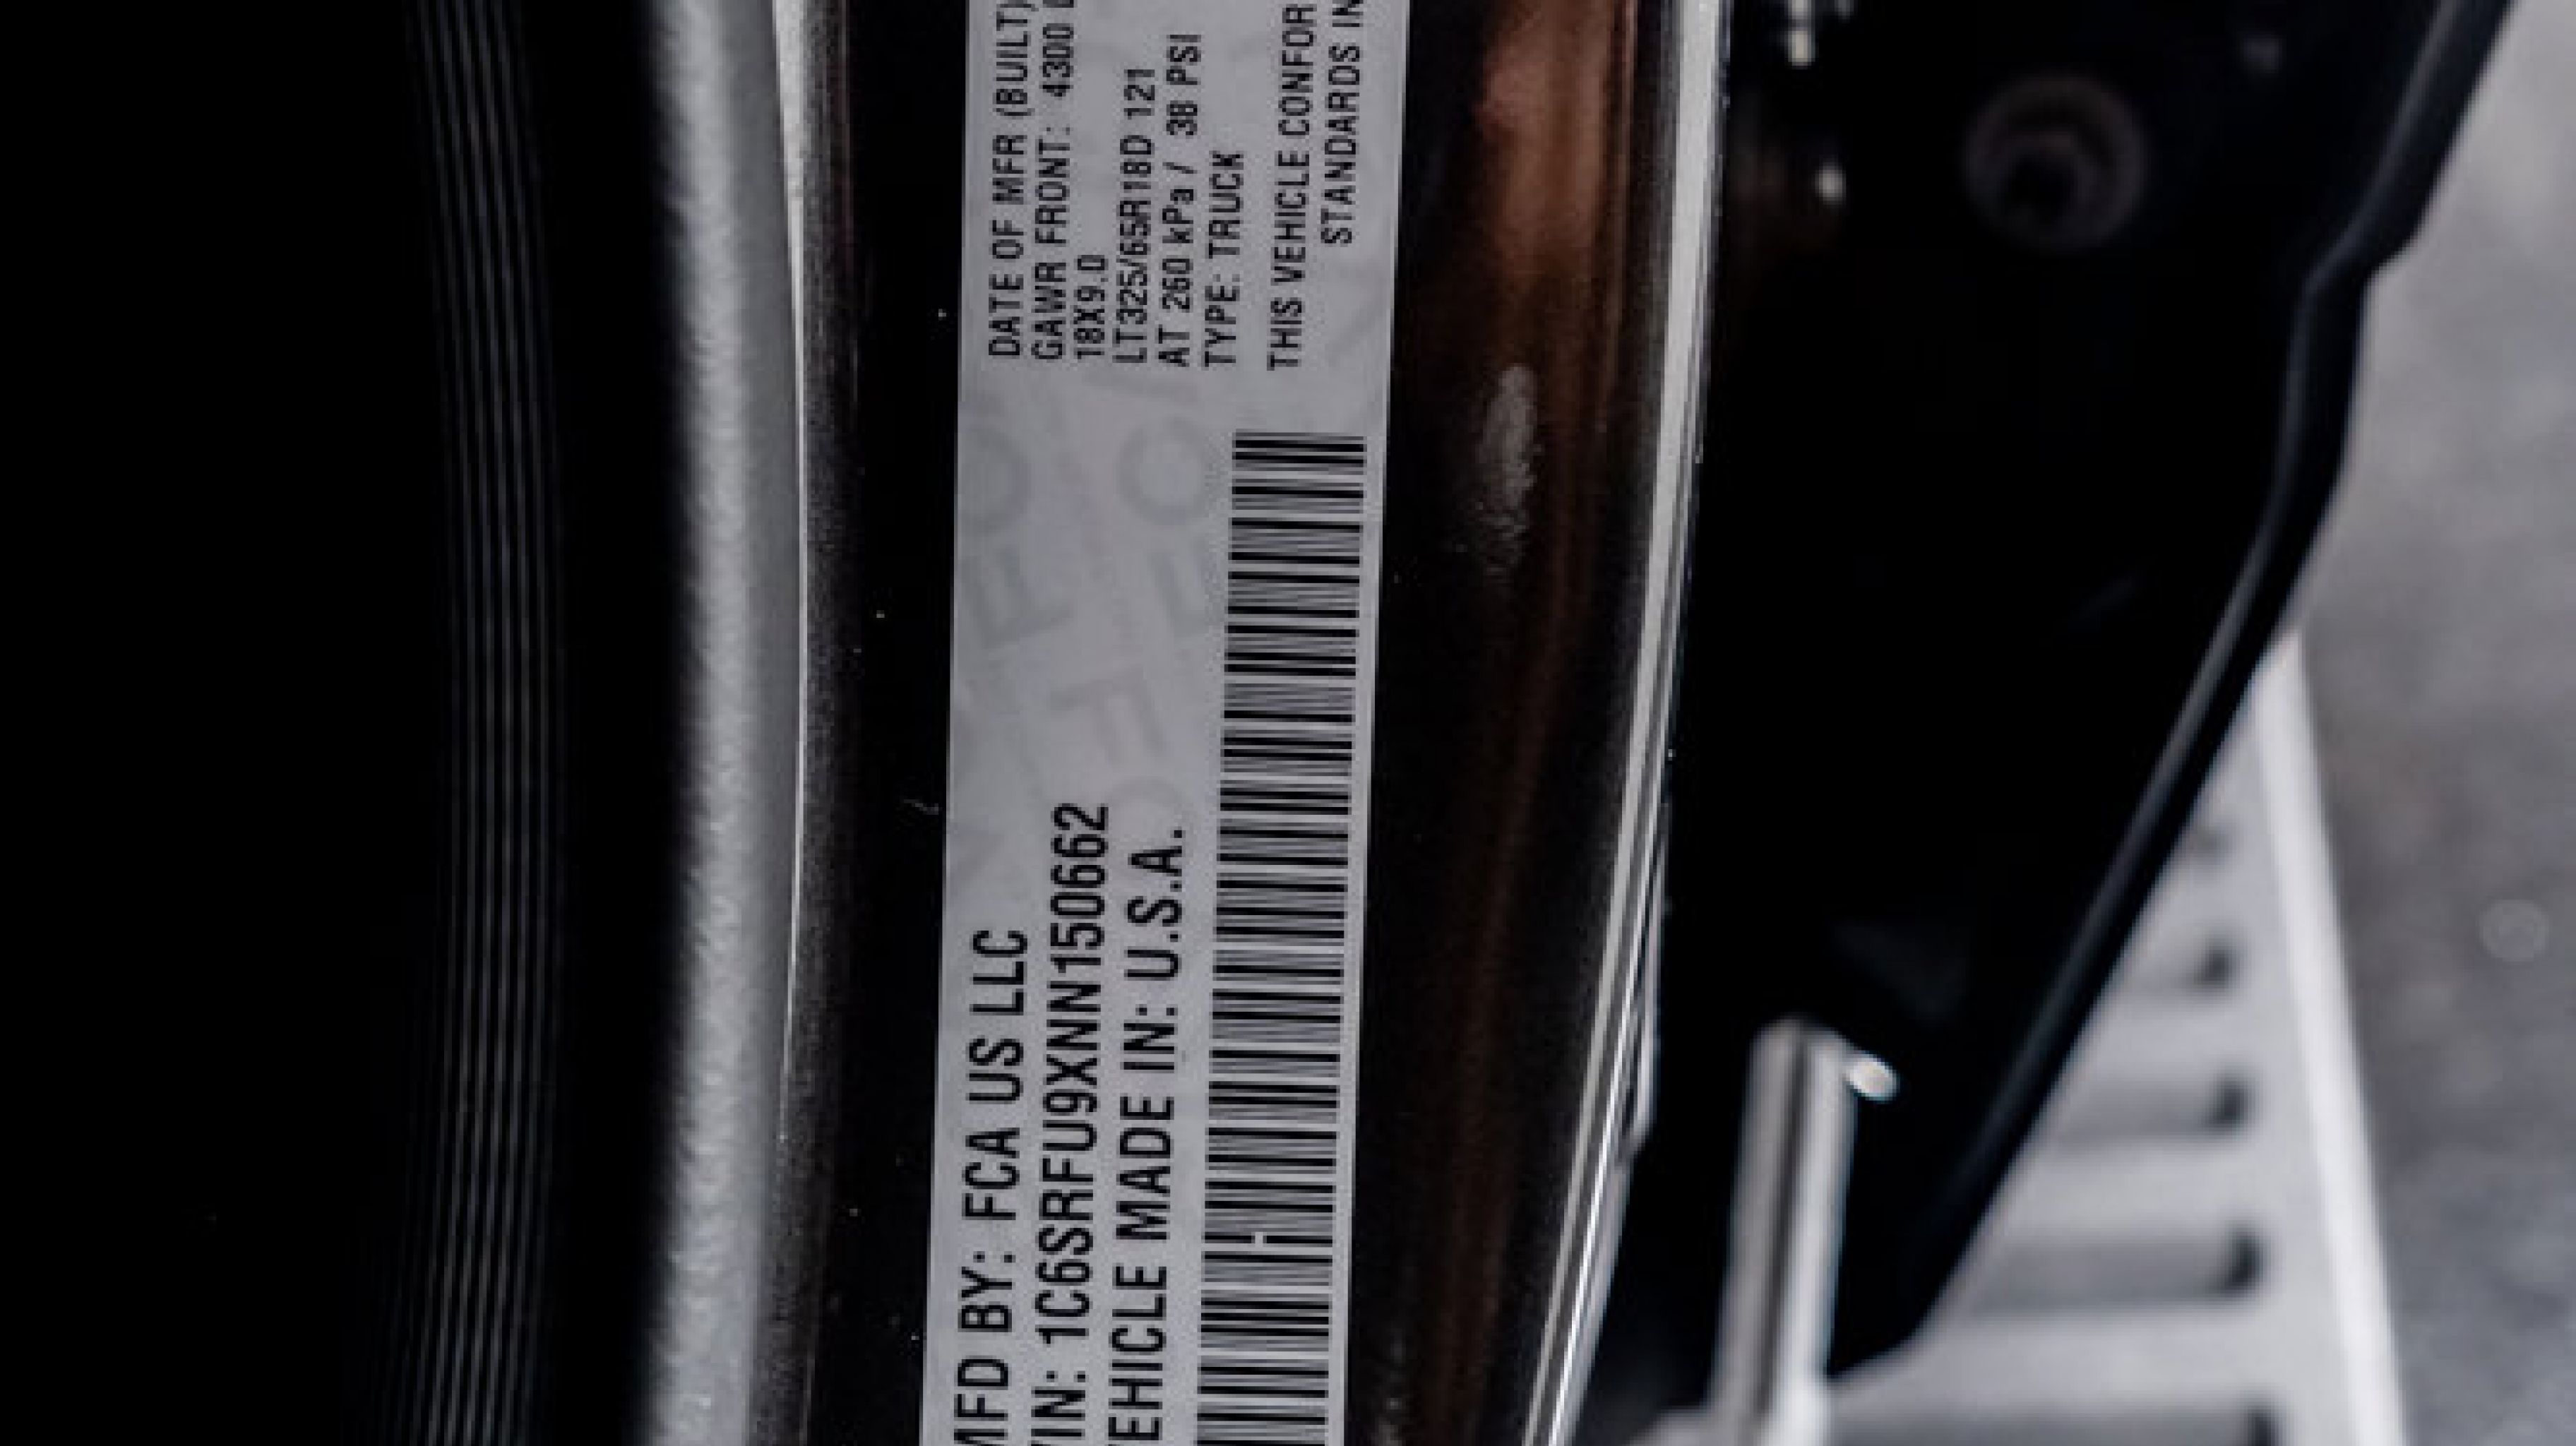 MFD BY: FCA US LLC
VIN: 1C6SRFU9XNN150662
VEHICLE MADE IN: U.S.A.
DATE OF MFR (BUILT)
GAWR FRONT: 4300
18X9.0
LT325/65R18D 121
AT 260 kPa / 38 PSI
TYPE: TRUCK
THIS VEHICLE CONFOR
STANDARDS IN